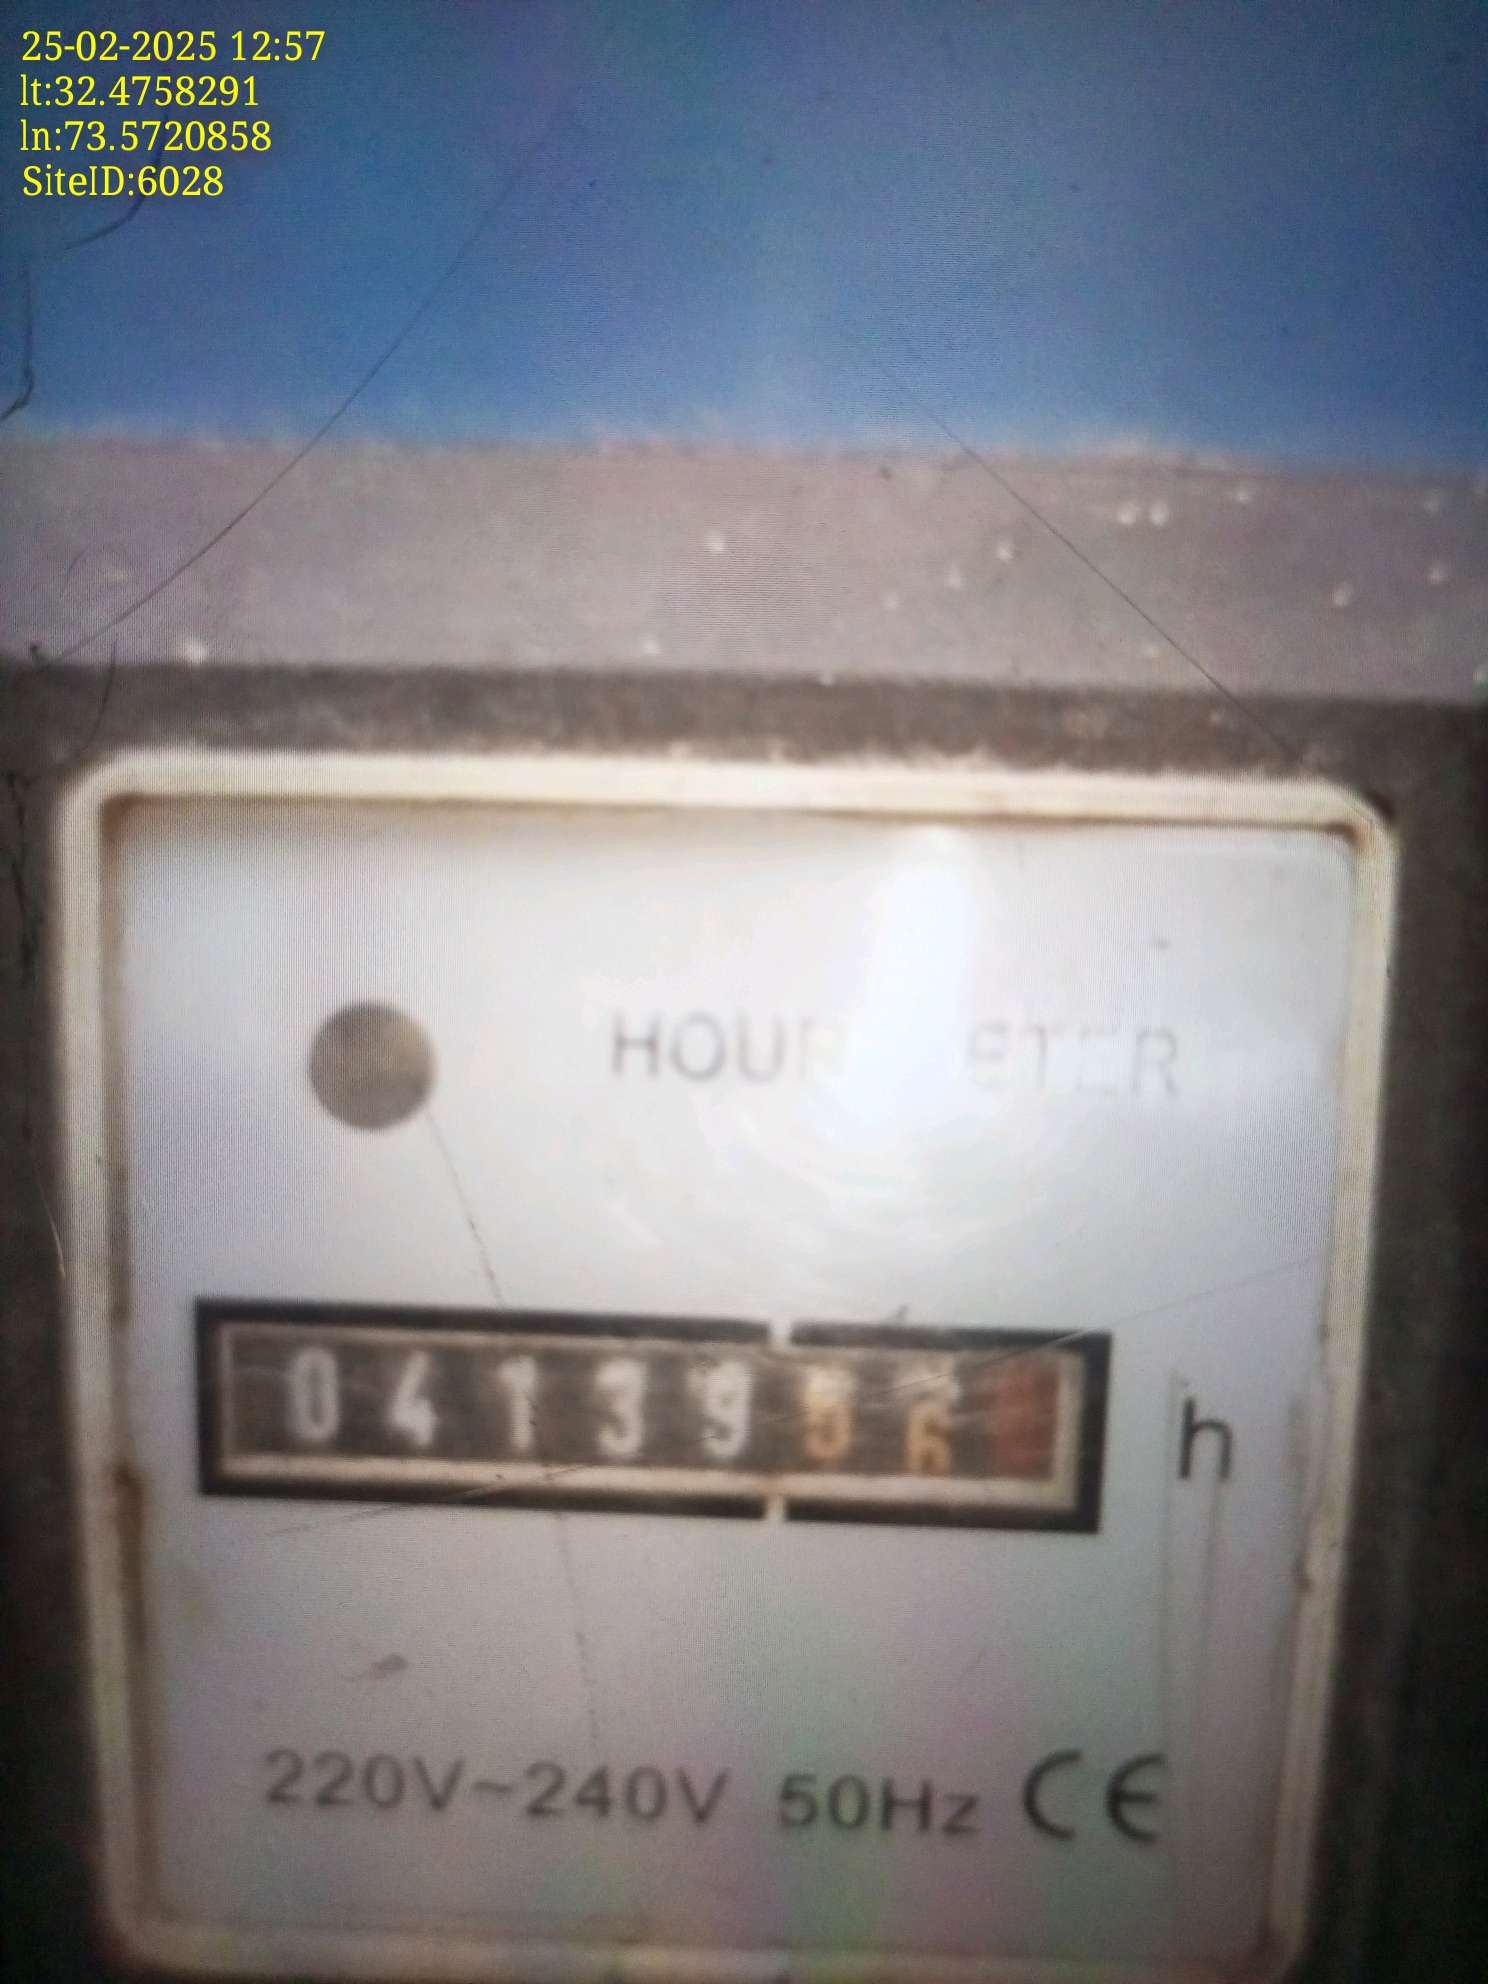 25-02-2025 12:57
lt:32.4758291
ln:73.5720858
SiteID:6028
HOUR METER
04139 h
220V~240V 50Hz CE